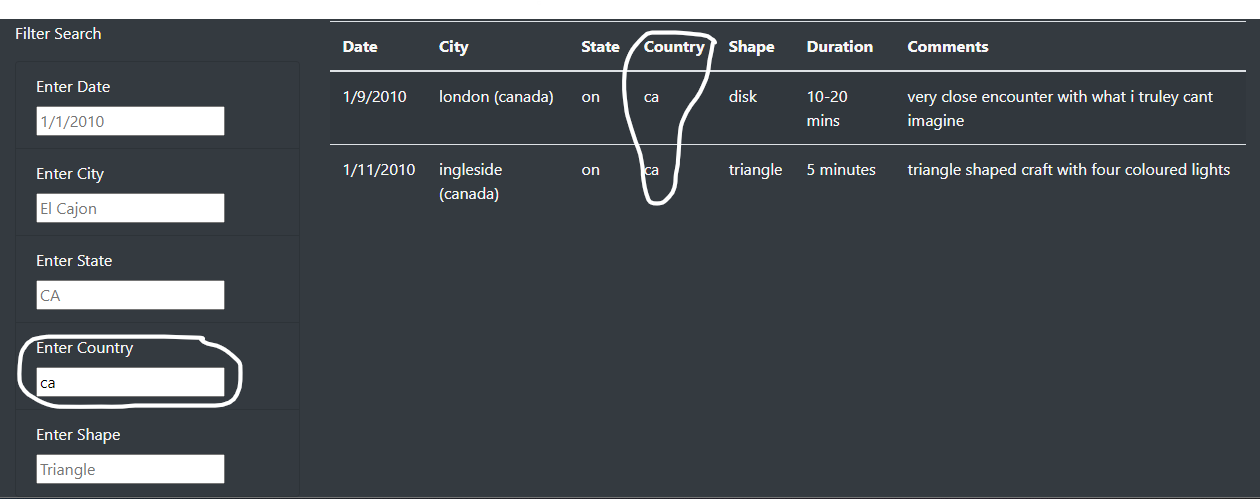 Filter Search
Enter Date
1/1/2010
Enter City
El Cajon
Enter State
CA
Enter Country
ca
Enter Shape
Triangle
Date City State Country Shape Duration Comments
1/9/2010 london (canada) on ca disk 10-20 very close encounter with what i truley cant
mins imagine
1/11/2010 ingleside on ca triangle 5 minutes triangle shaped craft with four coloured lights
(canada)